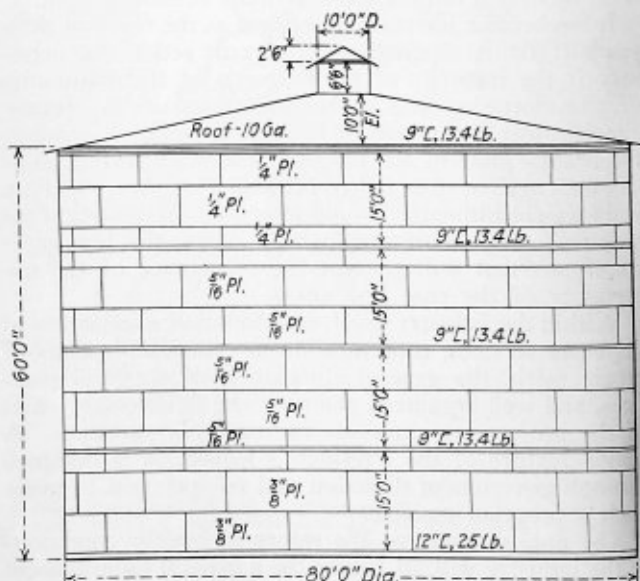 10'0" D.
2'6"
6'6"
10'0" El.
Roof-10 Ga.
9" C, 13.4 Lb.
1/4" Pl.
1/4" Pl.
15'0"
1/4" Pl.
9" C, 13.4 Lb.
5/16" Pl.
15'0"
5/16" Pl.
9" C, 13.4 Lb.
60'0"
5/16" Pl.
5/16" Pl.
15'0"
5/16" Pl.
9" C, 13.4 Lb.
3/8" Pl.
15'0"
3/8" Pl.
12" C, 25 Lb.
80'0" Dia.